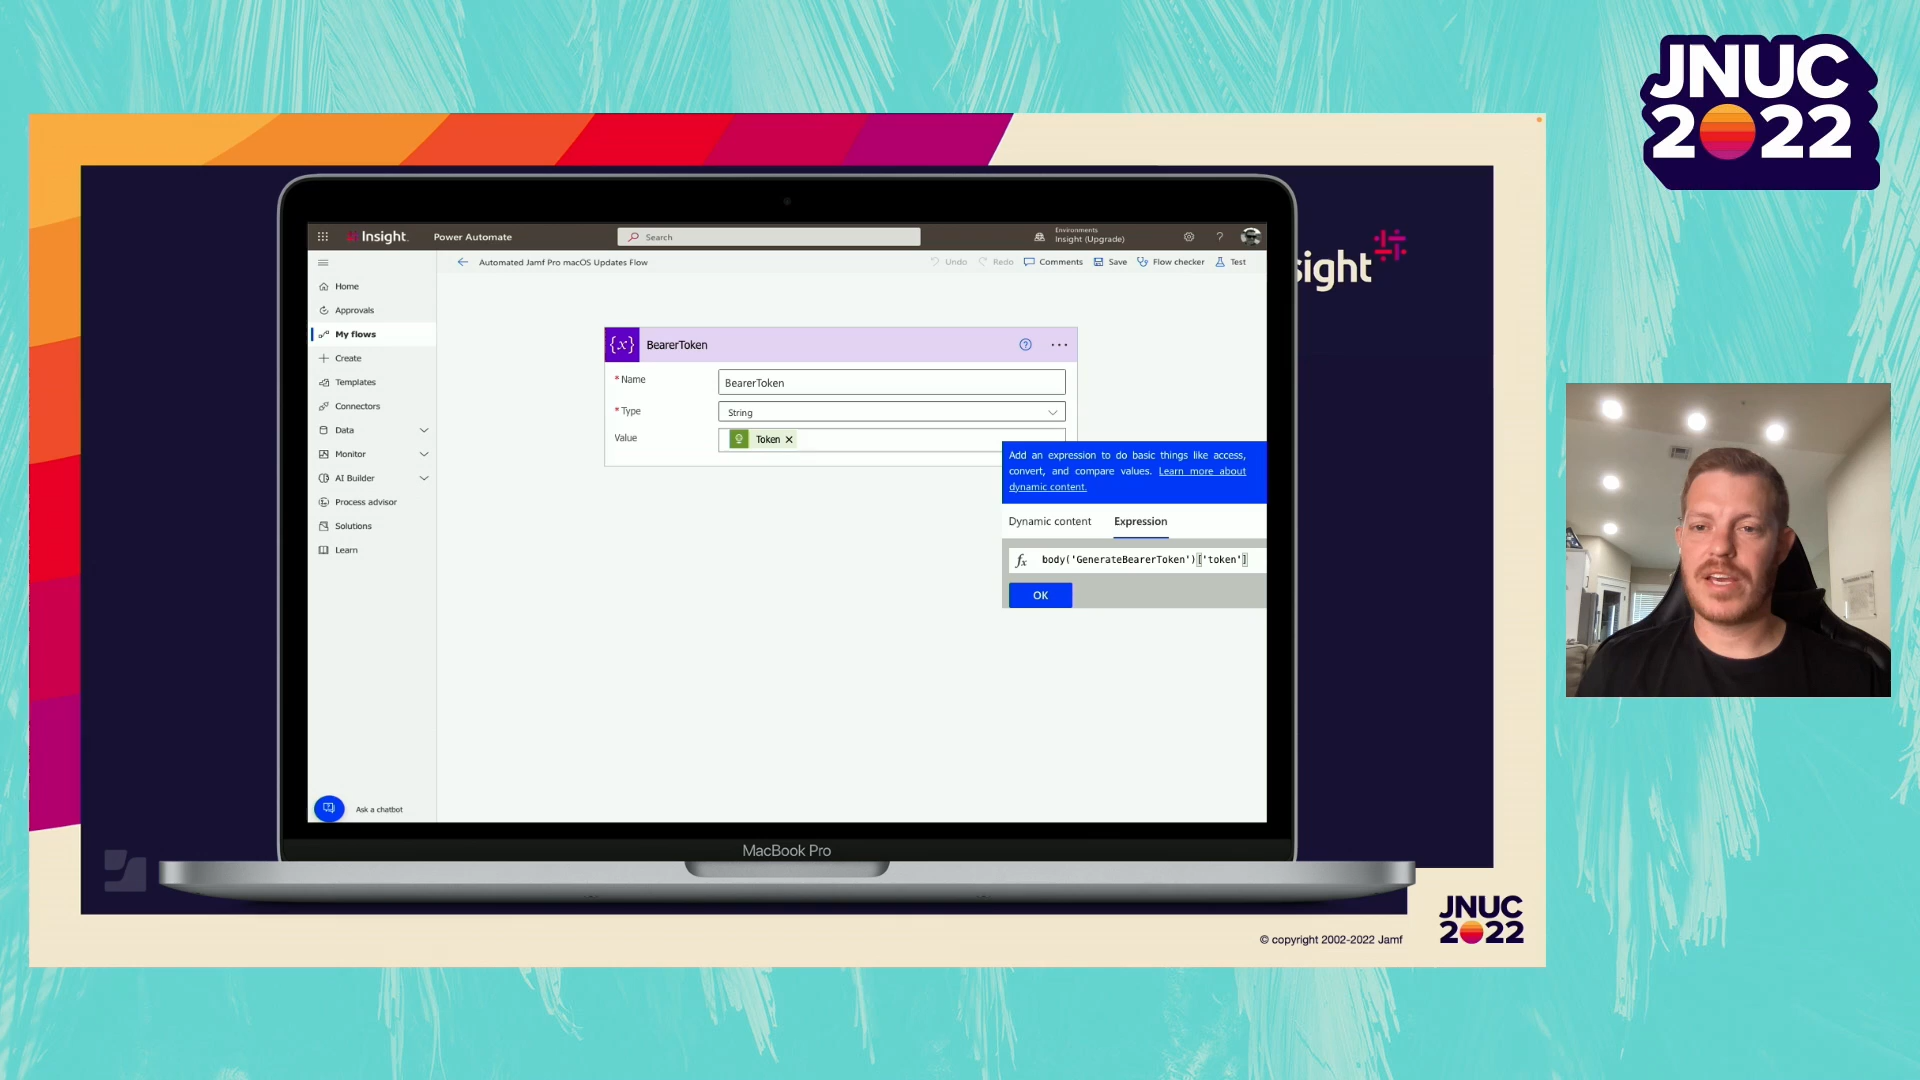 JNUC
2022
Insight
Power Automate
Search
Environments
Insight (Upgrade)
?
Automated Jamf Pro macOS Updates Flow
Undo
Redo
Comments
Save
Flow checker
Test
Home
Approvals
My flows
Create
Templates
Connectors
Data
Monitor
AI Builder
Process advisor
Solutions
Learn
Ask a chatbot
{x} BearerToken
* Name
BearerToken
* Type
String
Value
Token ×
Add an expression to do basic things like access,
convert, and compare values. Learn more about
dynamic content.
Dynamic content
Expression
fx body('GenerateBearerToken')['token']
OK
sight
MacBook Pro
© copyright 2002-2022 Jamf
JNUC
2022